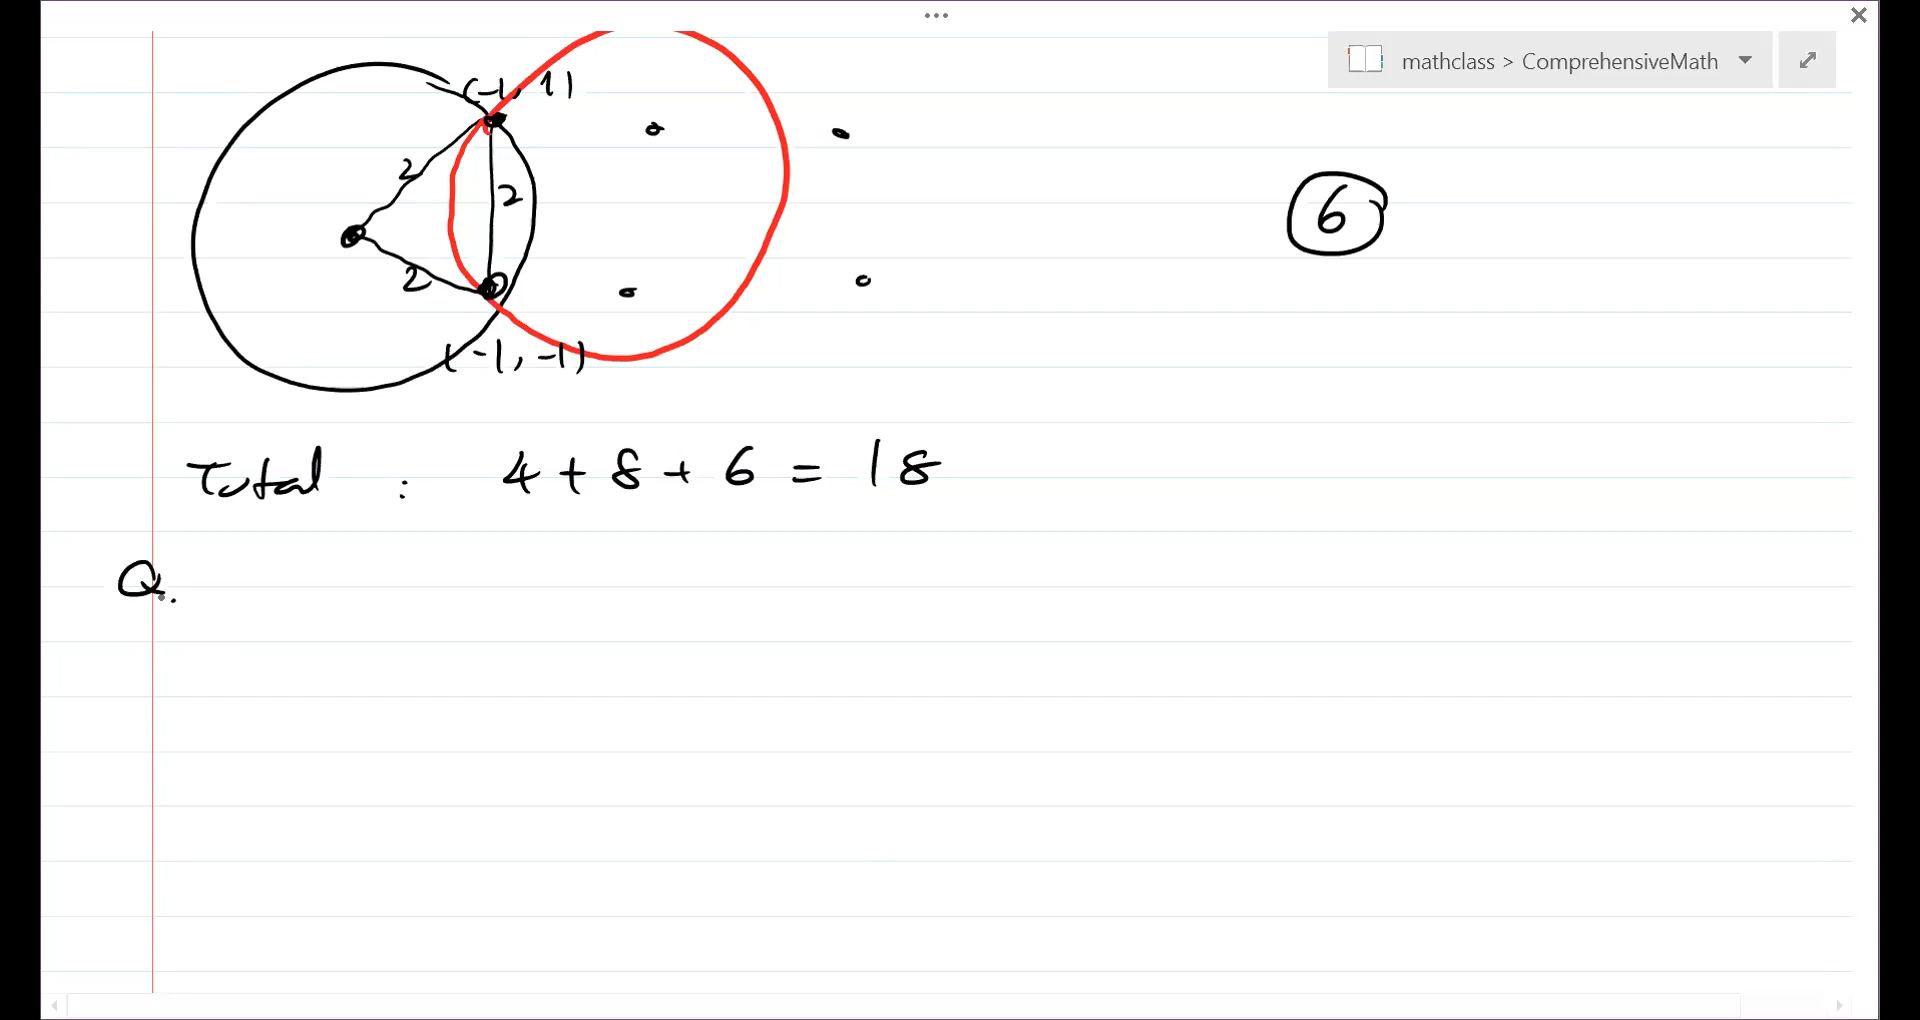 mathclass > ComprehensiveMath
(-1, 1)
2
2
6
2
(-1, -1)
Total : 4 + 8 + 6 = 18
Q.